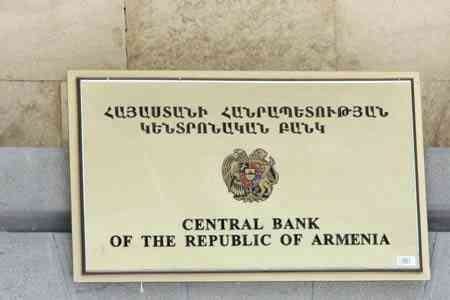 ՀԱՅԱՍՏԱՆԻ ՀԱՆՐԱՊԵՏՈՒԹՅԱՆ
ԿԵՆՏՐՈՆԱԿԱՆ ԲԱՆԿ
CENTRAL BANK
OF THE REPUBLIC OF ARMENIA